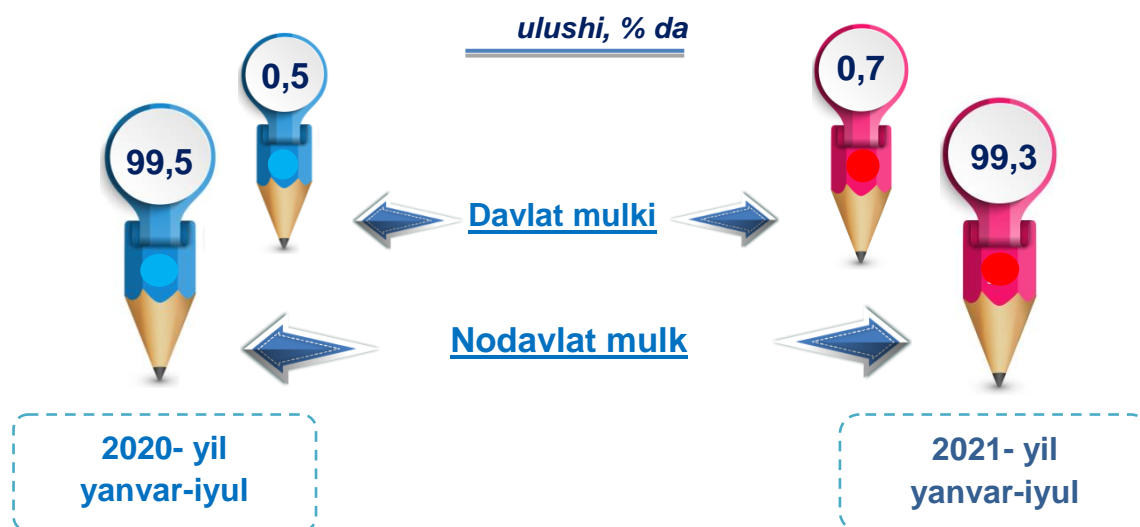 ulushi, % da
0,5
0,7
99,5
99,3
Davlat mulki
Nodavlat mulk
2020- yil
yanvar-iyul
2021- yil
yanvar-iyul